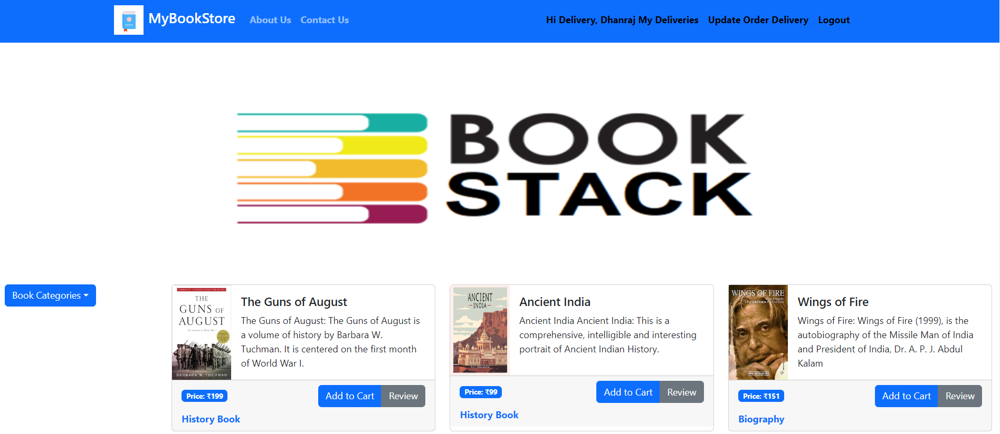 MyBookStore About Us Contact Us Hi Delivery, Dhanraj My Deliveries Update Order Delivery Logout
BOOK
STACK
Book Categories
THE
GUNS OF
AUGUST
BARBARA W. TUCHMAN
The Guns of August
The Guns of August: The Guns of August is
a volume of history by Barbara W.
Tuchman. It is centered on the first month
of World War I.
Price: ₹199
Add to Cart Review
History Book
ANCIENT
INDIA
Ancient India
Ancient India Ancient India: This is a
comprehensive, intelligible and interesting
portrait of Ancient Indian History.
Price: ₹99
Add to Cart Review
History Book
WINGS OF FIRE
Wings of Fire
Wings of Fire: Wings of Fire (1999), is the
autobiography of the Missile Man of India
and President of India, Dr. A. P. J. Abdul
Kalam
Price: ₹151
Add to Cart Review
Biography